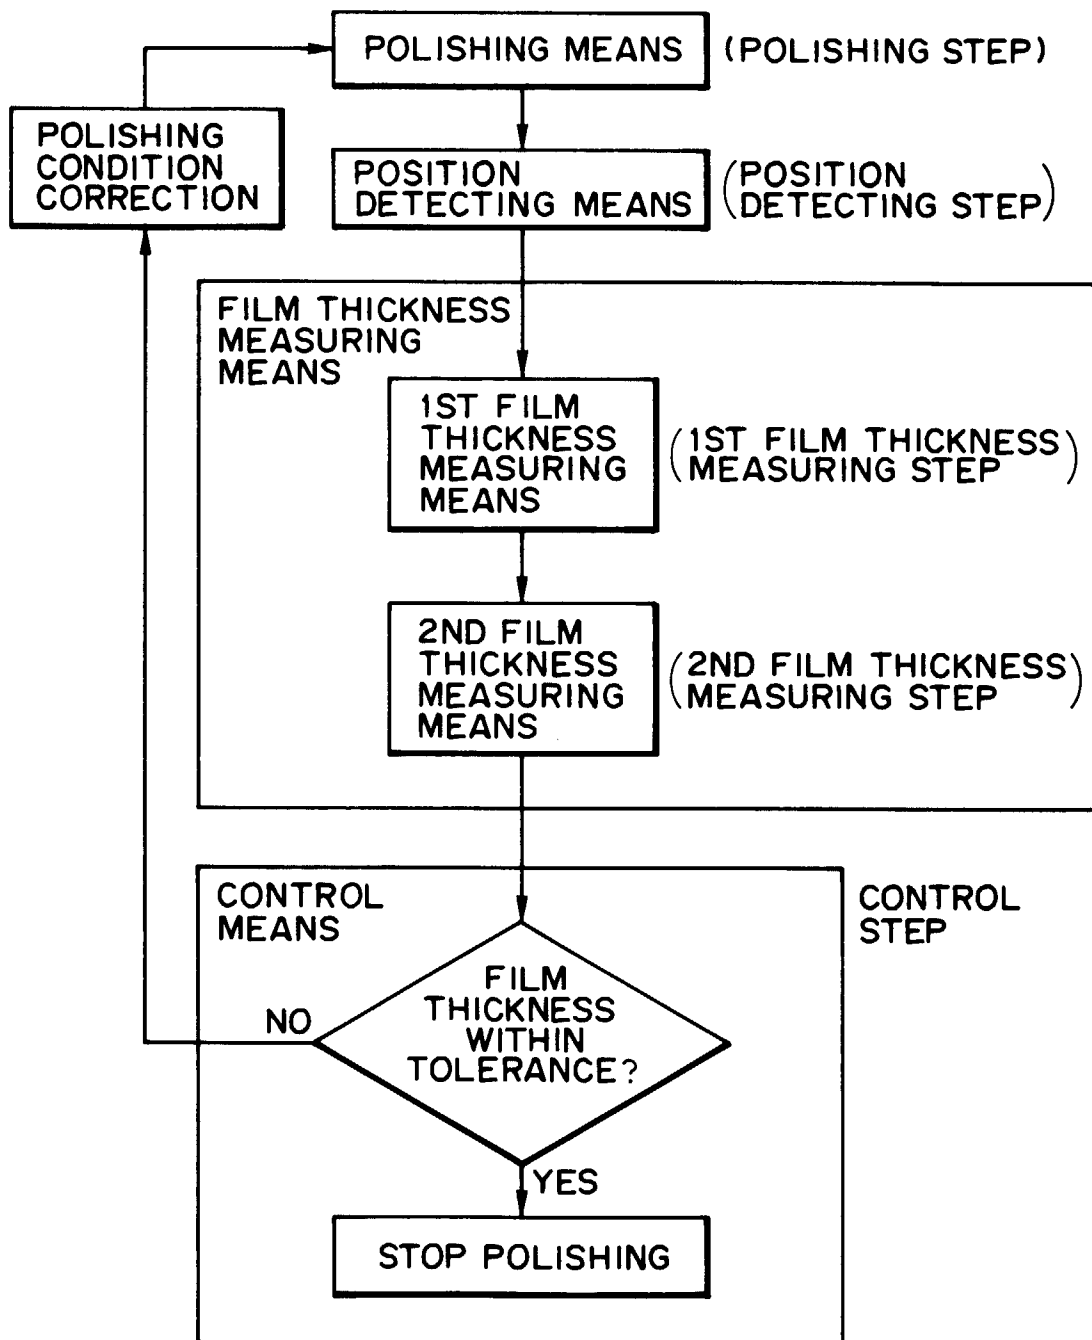 POLISHING MEANS
(POLISHING STEP)
POLISHING
CONDITION
CORRECTION
POSITION
DETECTING MEANS
(POSITION
DETECTING STEP)
FILM THICKNESS
MEASURING
MEANS
1ST FILM
THICKNESS
MEASURING
MEANS
(1ST FILM THICKNESS
MEASURING STEP)
2ND FILM
THICKNESS
MEASURING
MEANS
(2ND FILM THICKNESS
MEASURING STEP)
CONTROL
MEANS
CONTROL
STEP
FILM
THICKNESS
WITHIN
TOLERANCE?
NO
YES
STOP POLISHING